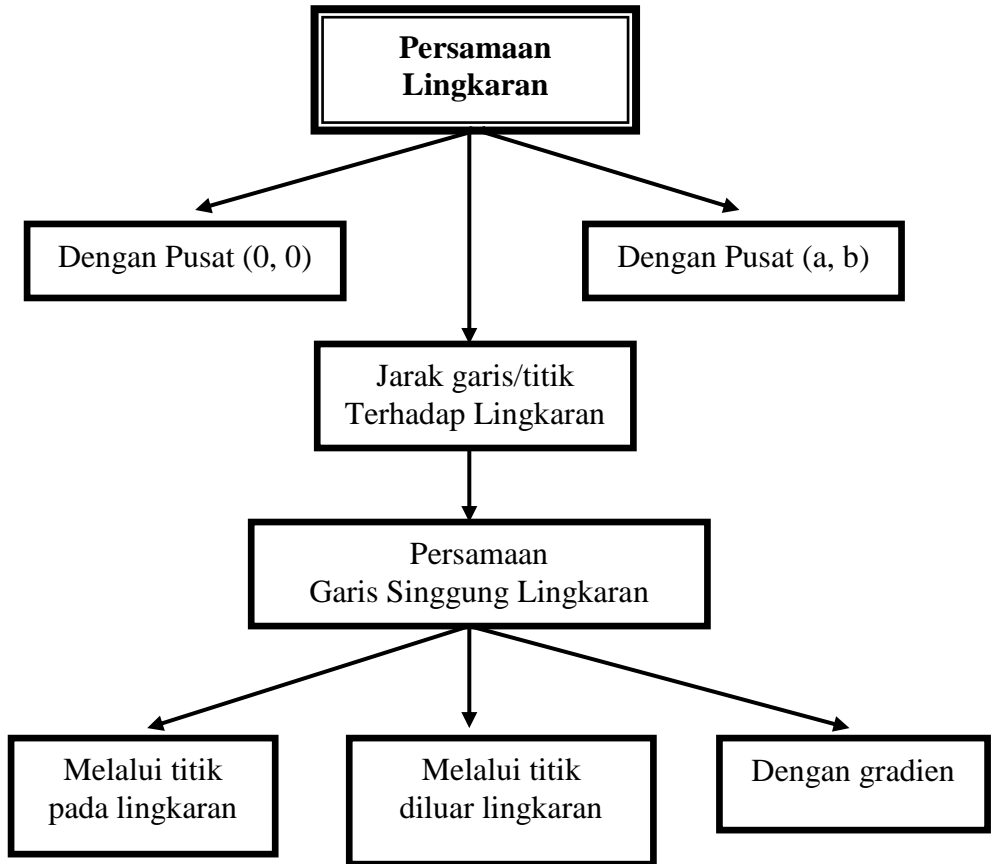 Persamaan
Lingkaran
Dengan Pusat (0, 0)
Dengan Pusat (a, b)
Jarak garis/titik
Terhadap Lingkaran
Persamaan
Garis Singgung Lingkaran
Melalui titik
pada lingkaran
Melalui titik
diluar lingkaran
Dengan gradien